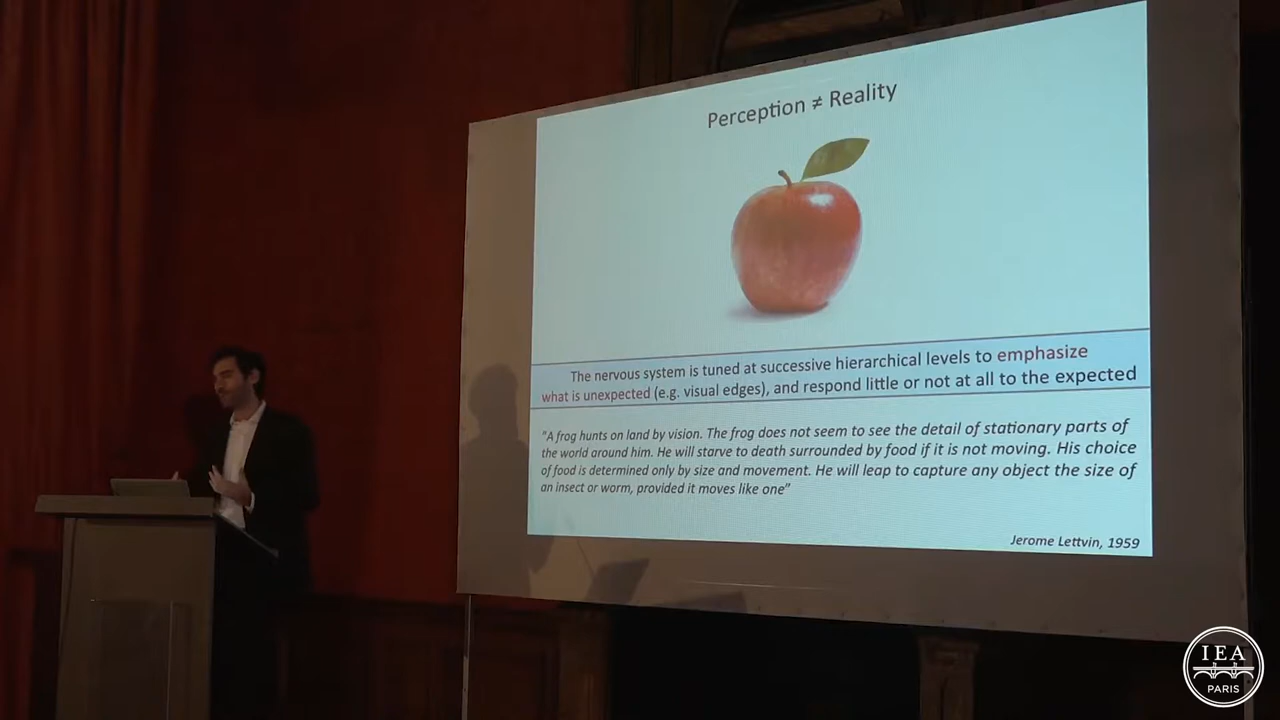 Perception ≠ Reality
The nervous system is tuned at successive hierarchical levels to emphasize
what is unexpected (e.g. visual edges), and respond little or not at all to the expected
"A frog hunts on land by vision. The frog does not seem to see the detail of stationary parts of
the world around him. He will starve to death surrounded by food if it is not moving. His choice
of food is determined only by size and movement. He will leap to capture any object the size of
an insect or worm, provided it moves like one"
Jerome Lettvin, 1959
IEA
PARIS